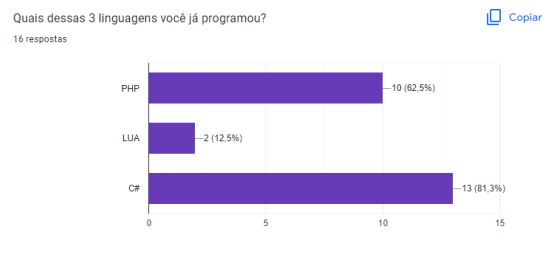 Quais dessas 3 linguagens você já programou?
Copiar
16 respostas
PHP
10 (62,5%)
LUA
2 (12,5%)
C#
13 (81,3%)
0 5 10 15